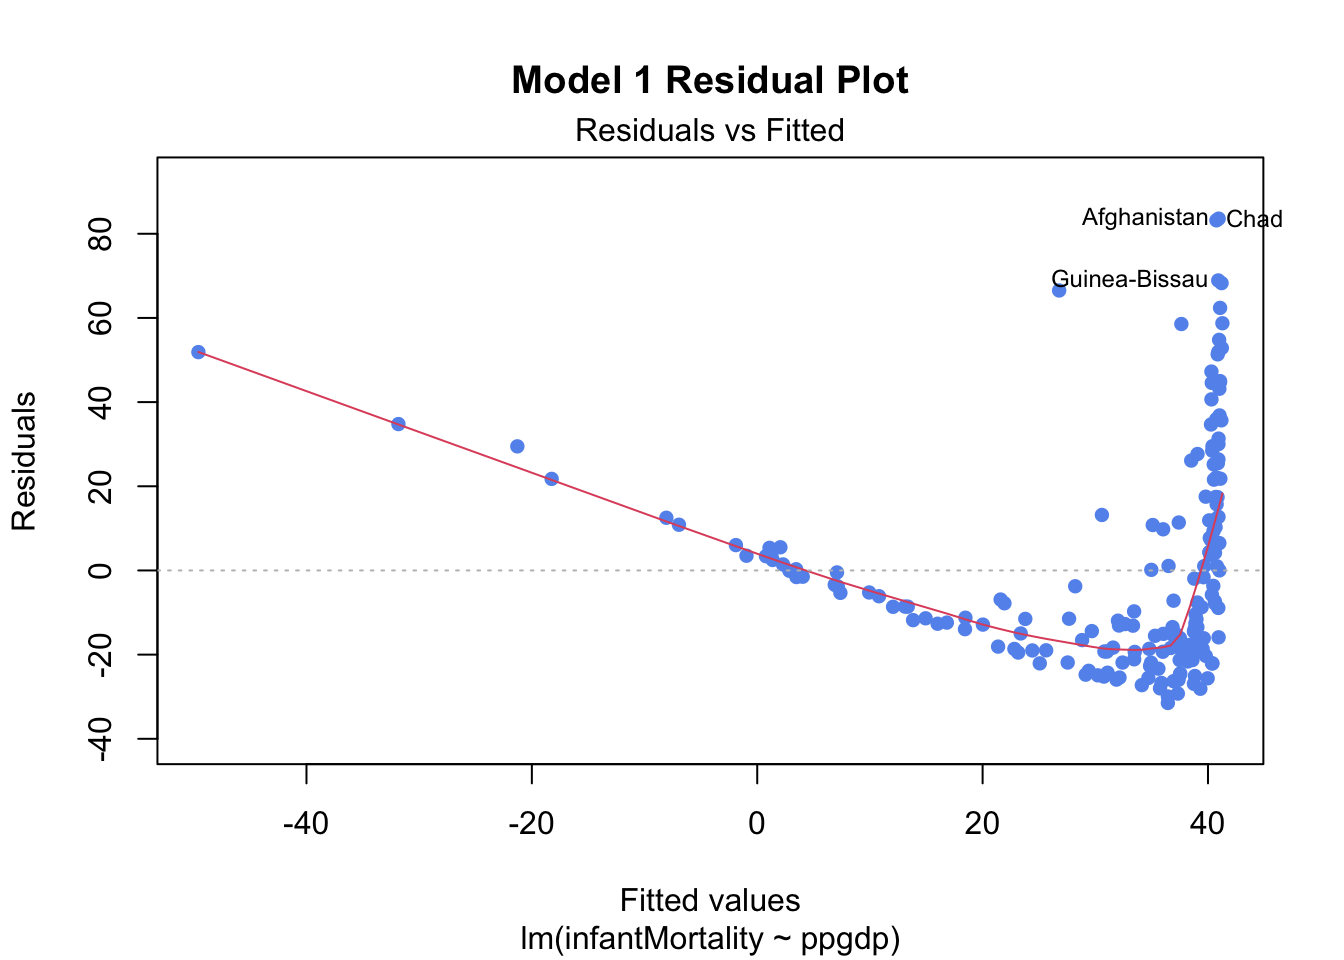 Model 1 Residual Plot
Residuals vs Fitted
Residuals
80
60
40
20
0
-20
-40
Afghanistan
Chad
Guinea-Bissau
-40 -20 0 20 40
Fitted values
lm(infantMortality ~ ppgdp)